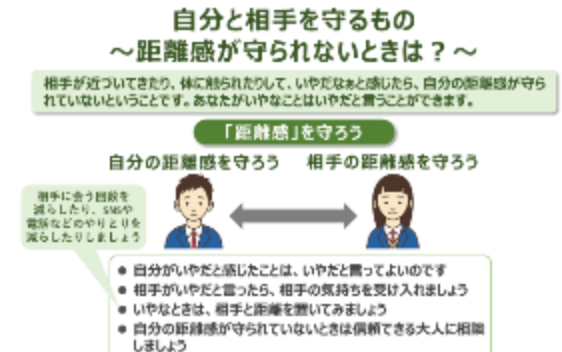 自分と相手を守るもの
～距離感が守られないときは？～
相手が近づいてきたり、体に触られたりして、いやだなぁと感じたら、自分の距離感が守ら
れていないということです。あなたがいやなことはいやだと言うことができます。
「距離感」を守ろう
自分の距離感を守ろう 相手の距離感を守ろう
相手に会う回数を
減らしたり、SNSや
電話などのやりとりを
減らしたりしましょう
● 自分がいやだと感じたことは、いやだと言ってよいのです
● 相手がいやだと言ったら、相手の気持ちを受け入れましょう
● いやなときは、相手と距離を置いてみましょう
● 自分の距離感が守られていないときは信頼できる大人に相談
しましょう